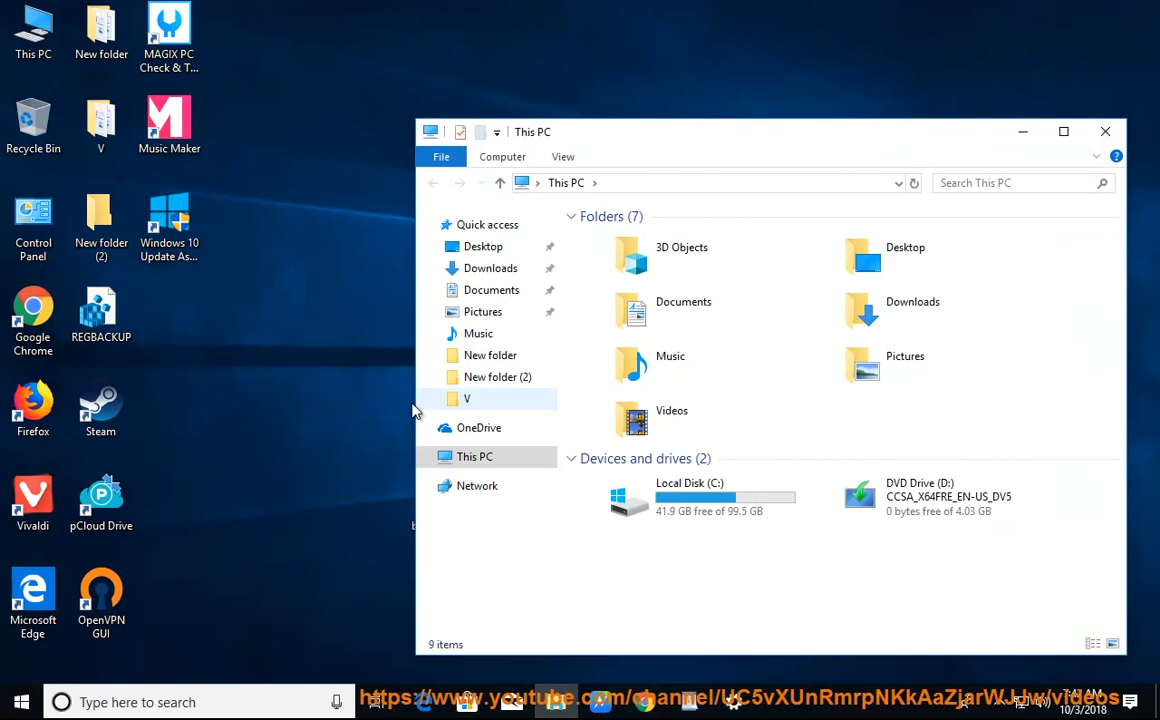 This PC
New folder
MAGIX PC
Check & T...
Recycle Bin
V
Music Maker
Control
Panel
New folder
(2)
Windows 10
Update As...
Google
Chrome
REGBACKUP
Firefox
Steam
Vivaldi
pCloud Drive
Microsoft
Edge
OpenVPN
GUI
This PC
File
Computer
View
This PC
Search This PC
Quick access
Desktop
Downloads
Documents
Pictures
Music
New folder
New folder (2)
V
OneDrive
This PC
Network
Folders (7)
3D Objects
Desktop
Documents
Downloads
Music
Pictures
Videos
Devices and drives (2)
Local Disk (C:)
41.9 GB free of 99.5 GB
DVD Drive (D:)
CCSA_X64FRE_EN-US_DV5
0 bytes free of 4.03 GB
9 items
Type here to search
10/3/2018